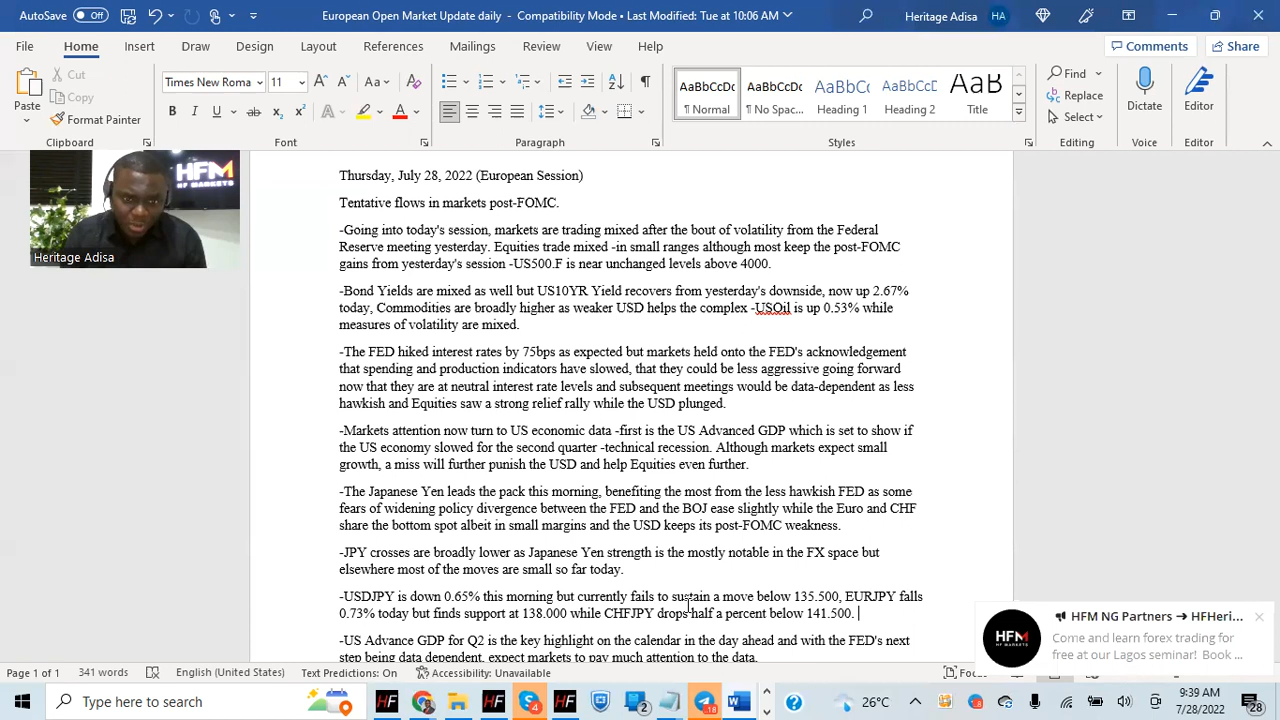 AutoSave Off European Open Market Outlook.docx - Last Modified: Tue at 10:06 AM Heritage Adisa HA
File Home Insert Draw Design Layout References Mailings Review View Help Comments Share
Paste Cut Copy Format Painter
Times New Roma 11
AaBbCcDc AaBbCcDc AaBbCc AaBbCcD AaB
¶ Normal ¶ No Spac... Heading 1 Heading 2 Title
Find Replace Select
Dictate Editor
Clipboard Font Paragraph Styles Editing Voice Editor
HFM
HF MARKETS
Heritage Adisa
Thursday, July 28, 2022 (European Session)
Tentative flows in markets post-FOMC.
-Going into today's session, markets are trading mixed after the bout of volatility from the Federal
Reserve meeting yesterday. Equities trade mixed -in small ranges although most keep the post-FOMC
gains from yesterday's session -US500.F is near unchanged levels above 4000.
-Bond Yields are mixed as well but US10YR Yield recovers from yesterday's downside, now up 2.67%
today, Commodities are broadly higher as weaker USD helps the complex -USOil is up 0.53% while
measures of volatility are mixed.
-The FED hiked interest rates by 75bps as expected but markets held onto the FED's acknowledgement
that spending and production indicators have slowed, that they could be less aggressive going forward
now that they are at neutral interest rate levels and subsequent meetings would be data-dependent as less
hawkish and Equities saw a strong relief rally while the USD plunged.
-Markets attention now turn to US economic data -first is the US Advanced GDP which is set to show if
the US economy slowed for the second quarter -technical recession. Although markets expect small
growth, a miss will further punish the USD and help Equities even further.
-The Japanese Yen leads the pack this morning, benefiting the most from the less hawkish FED as some
fears of widening policy divergence between the FED and the BOJ ease slightly while the Euro and CHF
share the bottom spot albeit in small margins and the USD keeps its post-FOMC weakness.
-JPY crosses are broadly lower as Japanese Yen strength is the mostly notable in the FX space but
elsewhere most of the moves are small so far today.
-USDJPY is down 0.65% this morning but currently fails to sustain a move below 135.500, EURJPY falls
0.73% today but finds support at 138.000 while CHFJPY drops half a percent below 141.500.
-US Advance GDP for Q2 is the key highlight on the calendar in the day ahead and with the FED's next
step being data dependent, expect markets to pay much attention to the data.
HFM NG Partners ➜ HFHeri...
Come and learn forex trading for
free at our Lagos seminar! Book ...
HFM
HF MARKETS
Page 1 of 1 341 words English (United States) Text Predictions: On Accessibility: Unavailable
Type here to search
26°C
9:39 AM
7/28/2022
28